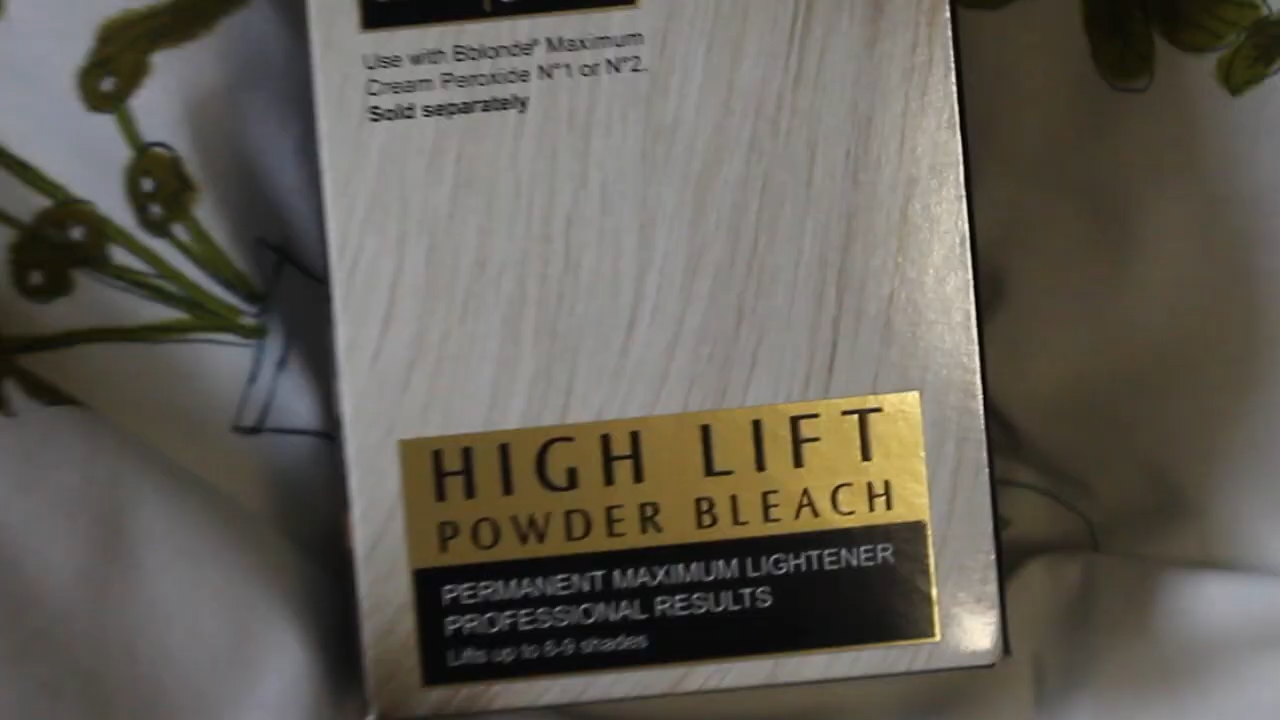 Use with Bblonde® Maximum
Cream Peroxide N°1 or N°2.
Sold separately
HIGH LIFT
POWDER BLEACH
PERMANENT MAXIMUM LIGHTENER
PROFESSIONAL RESULTS
Lifts up to 8-9 shades